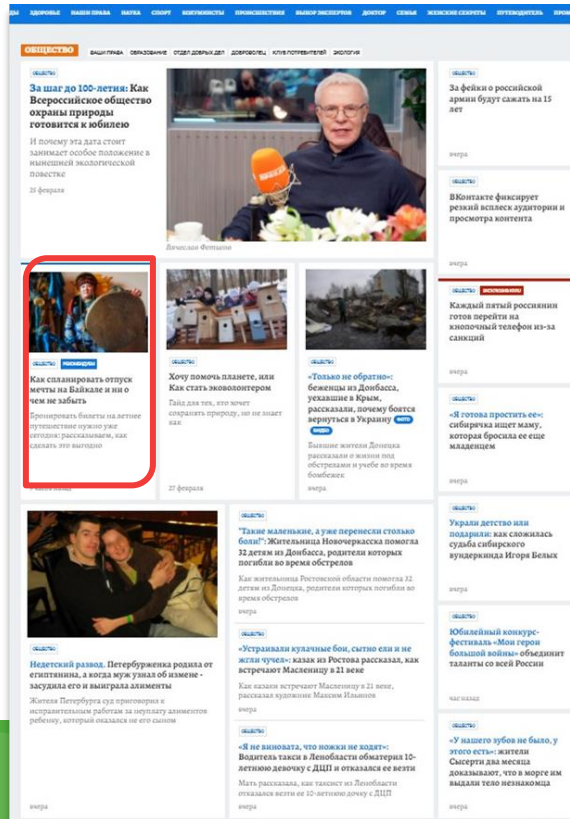 ДЫ ЗДОРОВЬЕ НАШИ ПРАВА НАУКА СПОРТ КОЛУМНИСТЫ ПРОИСШЕСТВИЯ ВЫБОР ЭКСПЕРТОВ ДОКТОР СЕМЬЯ ЖЕНСКИЕ СЕКРЕТЫ ПУТЕВОДИТЕЛЬ
ОБЩЕСТВО ВАШИ ПРАВА ОБРАЗОВАНИЕ ОТДЕЛ ДОБРЫХ ДЕЛ ДОБРОВОЛЕЦ КЛУБ ПОТРЕБИТЕЛЕЙ ЭКОЛОГИЯ
ОБЩЕСТВО
За шаг до 100-летия: Как
Всероссийское общество
охраны природы
готовится к юбилею
И почему эта дата стоит
занимает особое положение в
нынешней экологической
повестке
25 февраля
Вячеслав Фетисов
ОБЩЕСТВО
Как спланировать отпуск
мечты на Байкале и ни о
чем не забыть
Бронировать билеты на летнее
путешествие нужно уже
сегодня: рассказываем, как
сделать это выгодно
назад
ОБЩЕСТВО
Хочу помочь планете, или
Как стать эковолонтером
Гайд для тех, кто хочет
сохранять природу, но не знает
как
27 февраля
ОБЩЕСТВО
«Только не обратно»:
беженцы из Донбасса,
уехавшие в Крым,
рассказали, почему боятся
вернуться в Украину ФОТО
ВИДЕО
Бывшие жители Донецка
рассказали о жизни под
обстрелами и учебе во время
бомбежек
вчера
ОБЩЕСТВО
Недетский развод. Петербурженка родила от
египтянина, а когда муж узнал об измене -
засудила его и выиграла алименты
Жителя Петербурга суд приговорил к
исправительным работам за неуплату алиментов
ребенку, который оказался не его сыном
вчера
ОБЩЕСТВО
"Такие маленькие, а уже перенесли столько
боли!": Жительница Новочеркасска помогла
32 детям из Донбасса, родители которых
погибли во время обстрелов
Как жительница Ростовской области помогла 32
детям из Донецка, родители которых погибли во
время обстрелов
вчера
ОБЩЕСТВО
«Устраивали кулачные бои, сытно ели и не
жгли чучел»: казак из Ростова рассказал, как
встречают Масленицу в 21 веке
Как казаки встречают Масленицу в 21 веке,
рассказал художник Максим Ильинов
вчера
ОБЩЕСТВО
«Я не виновата, что ножки не ходят»:
Водитель такси в Ленобласти обматерил 10-
летнюю девочку с ДЦП и отказался ее везти
Мать рассказала, как таксист из Ленобласти
отказался везти ее 10-летнюю дочку с ДЦП
вчера
ОБЩЕСТВО
За фейки о российской
армии будут сажать на 15
лет
вчера
ОБЩЕСТВО
ВКонтакте фиксирует
резкий всплеск аудитории и
просмотра контента
вчера
ОБЩЕСТВО
Каждый пятый россиянин
готов перейти на
кнопочный телефон из-за
санкций
вчера
ОБЩЕСТВО
«Я готова простить ее»:
сибирячка ищет маму,
которая бросила ее еще
младенцем
вчера
ОБЩЕСТВО
Украли детство или
подарили: как сложилась
судьба сибирского
вундеркинда Игоря Белых
вчера
ОБЩЕСТВО
Юбилейный конкурс-
фестиваль «Мои герои
большой войны» объединит
таланты со всей России
час назад
ОБЩЕСТВО
«У нашего зубов не было, у
этого есть»: жители
Сысерти два месяца
доказывают, что в морге им
выдали тело незнакомца
вчера